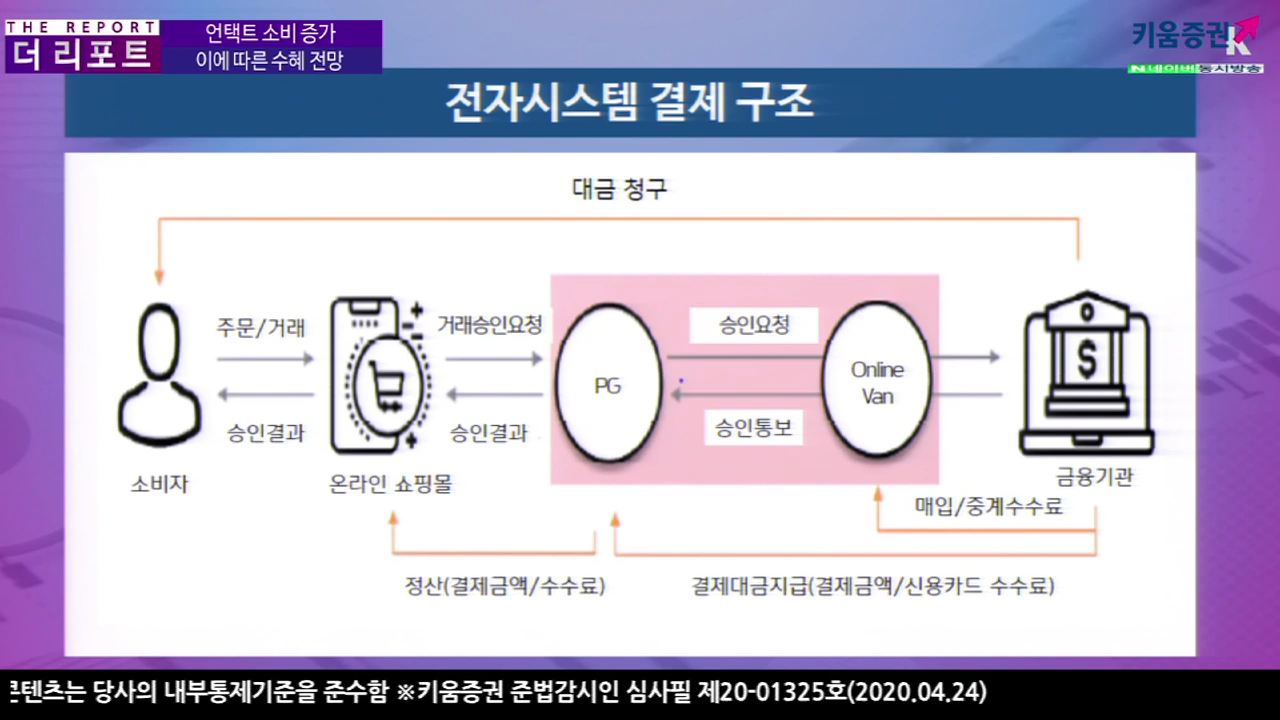 THE REPORT
더 리포트
언택트 소비 증가
이에 따른 수혜 전망
키움증권
N 네이버 동시방송
전자시스템 결제 구조
대금 청구
주문/거래
거래승인요청
승인요청
PG
Online
Van
승인결과
승인결과
승인통보
소비자
온라인 쇼핑몰
금융기관
매입/중계수수료
정산(결제금액/수수료)
결제대금지급(결제금액/신용카드 수수료)
콘텐츠는 당사의 내부통제기준을 준수함 ※키움증권 준법감시인 심사필 제20-01325호(2020.04.24)